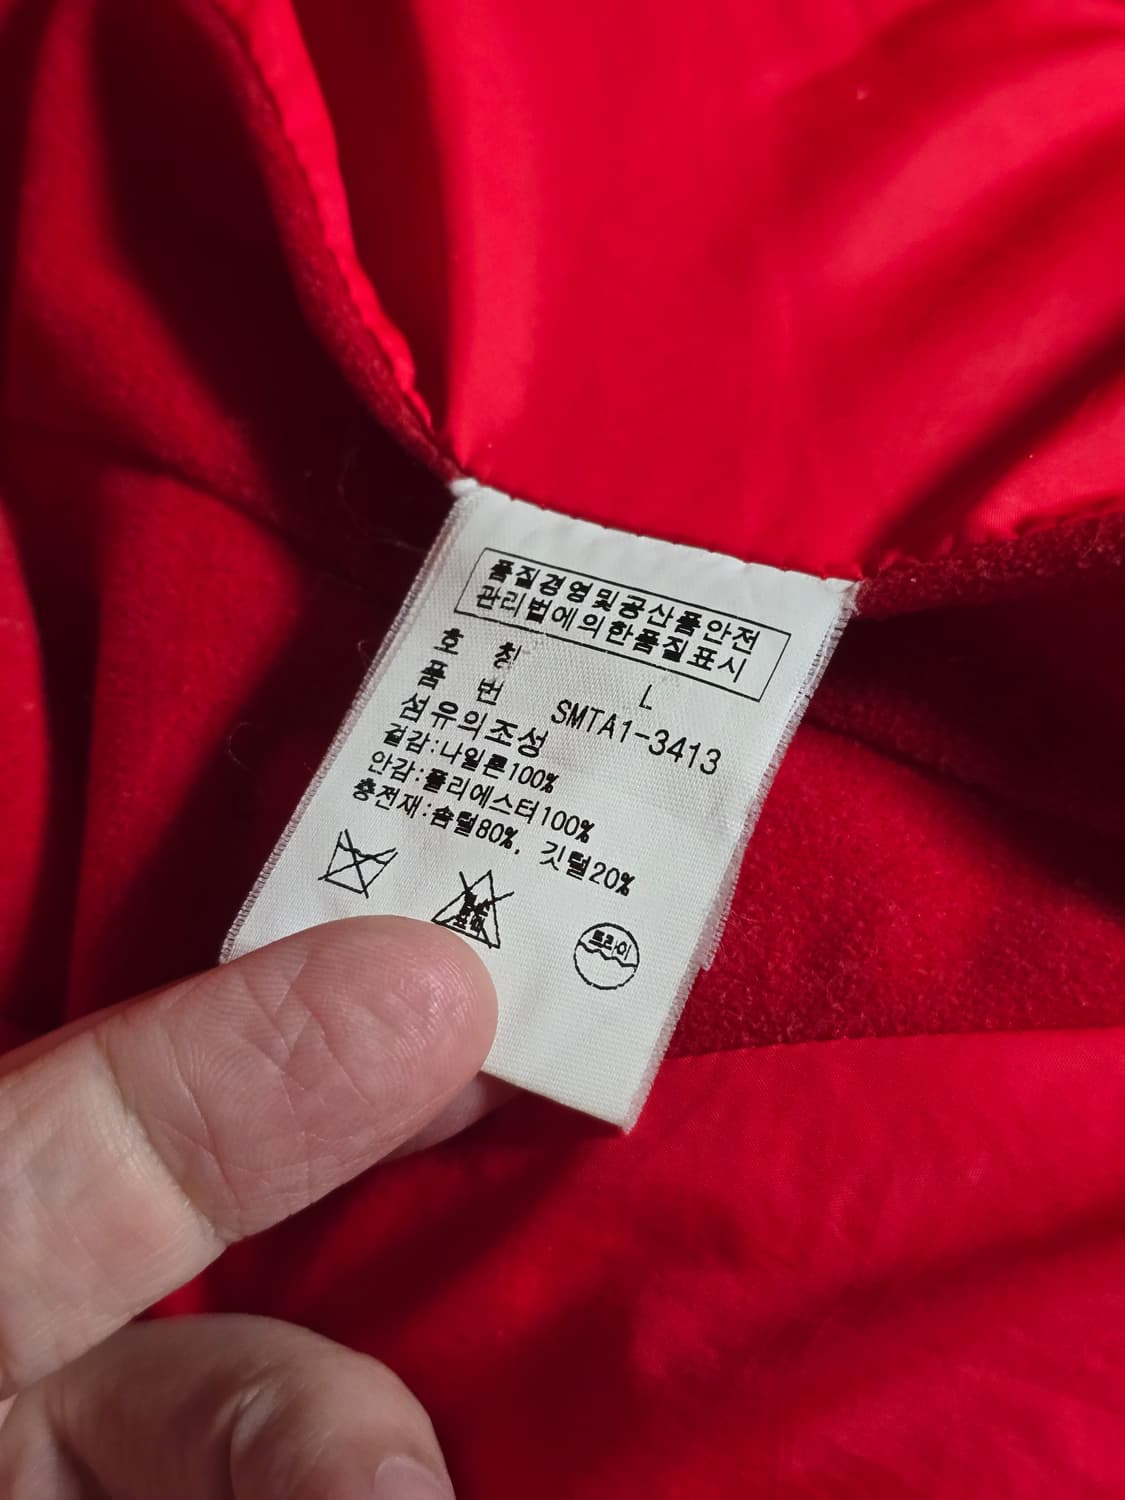 품질경영및공산품안전
관리법에의한품질표시
호 칭 L
품 번 SMTA1-3413
섬유의조성
겉감:나일론100%
안감:폴리에스터100%
충전재:솜털80%, 깃털20%
드라이